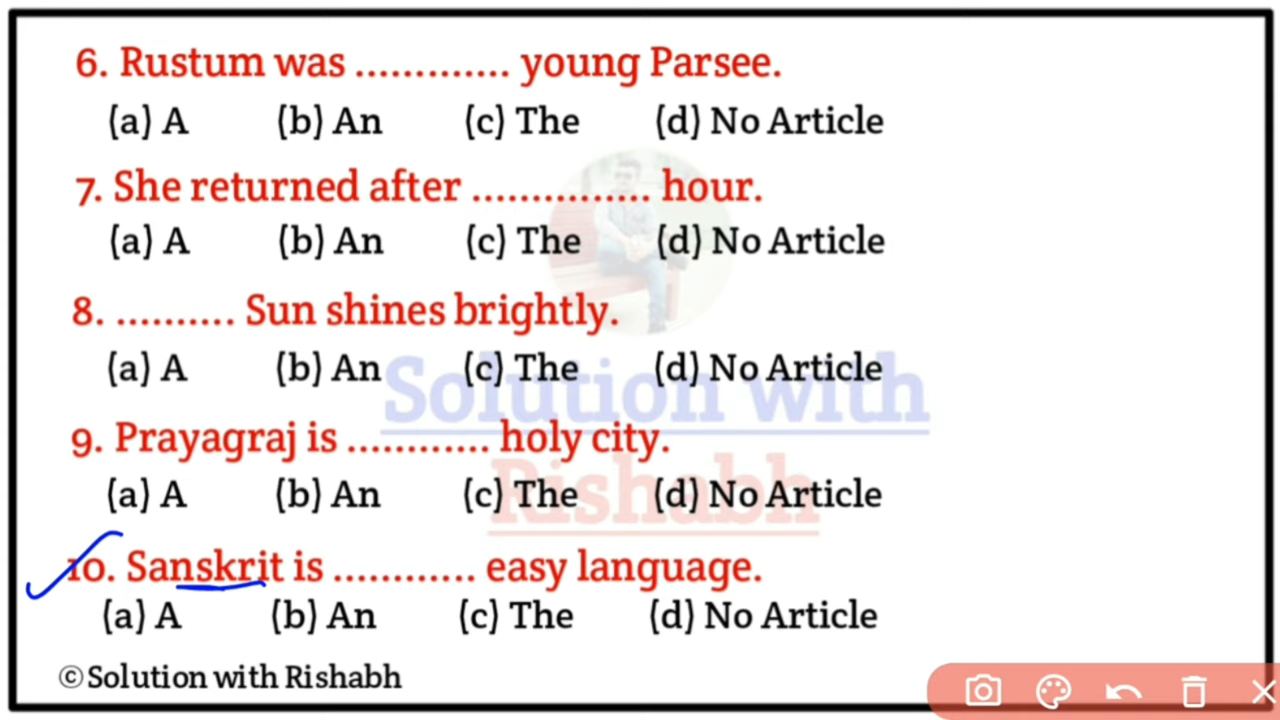 6. Rustum was ............. young Parsee.
(a) A (b) An (c) The (d) No Article
7. She returned after ............... hour.
(a) A (b) An (c) The (d) No Article
8. .......... Sun shines brightly.
(a) A (b) An (c) The (d) No Article
Solution with
9. Prayagraj is ............ holy city.
Rishabh
(a) A (b) An (c) The (d) No Article
10. Sanskrit is ............ easy language.
(a) A (b) An (c) The (d) No Article
©Solution with Rishabh